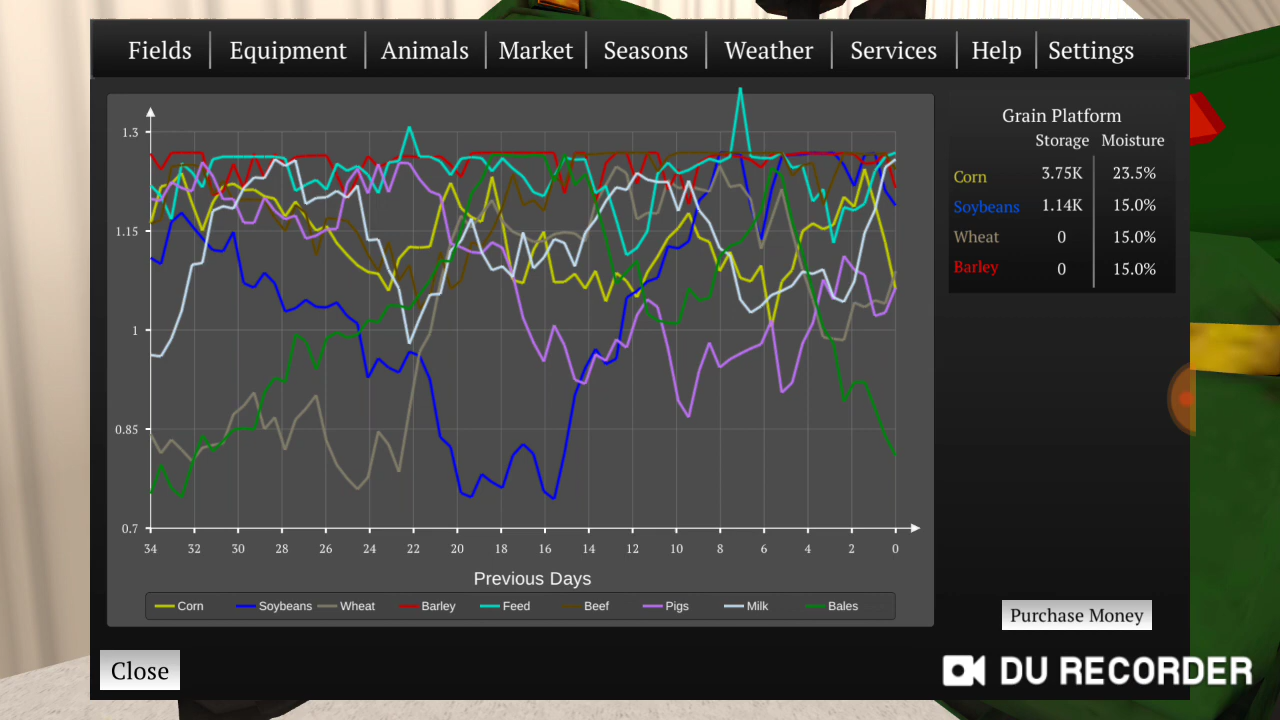 Fields Equipment Animals Market Seasons Weather Services Help Settings
Grain Platform
Storage Moisture
Corn 3.75K 23.5%
Soybeans 1.14K 15.0%
Wheat 0 15.0%
Barley 0 15.0%
1.3
1.15
1
0.85
0.7
34 32 30 28 26 24 22 20 18 16 14 12 10 8 6 4 2 0
Previous Days
Corn Soybeans Wheat Barley Feed Beef Pigs Milk Bales
Purchase Money
Close
DU RECORDER